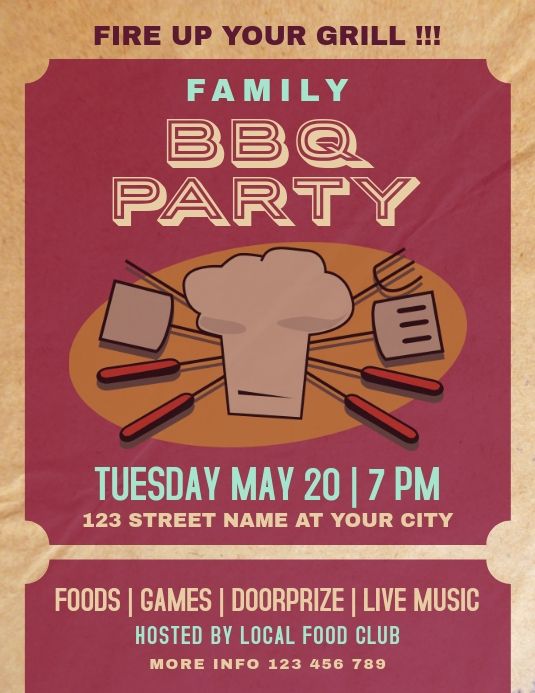 FIRE UP YOUR GRILL !!!
FAMILY
BBQ
PARTY
TUESDAY MAY 20 | 7 PM
123 STREET NAME AT YOUR CITY
FOODS | GAMES | DOORPRIZE | LIVE MUSIC
HOSTED BY LOCAL FOOD CLUB
MORE INFO 123 456 789